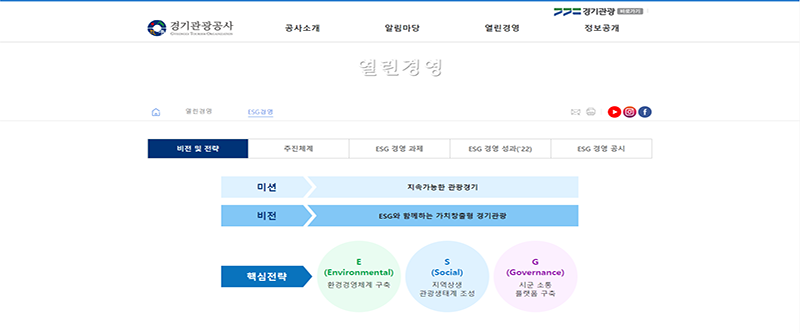 경기관광 바로가기
경기관광공사
공사소개
알림마당
열린경영
정보공개
열린경영
열린경영
ESG경영
비전 및 전략
추진체계
ESG 경영 과제
ESG 경영 성과('22)
ESG 경영 공시
미션
지속가능한 관광경기
비전
ESG와 함께하는 가치창출형 경기관광
핵심전략
E
(Environmental)
환경경영체계 구축
S
(Social)
지역상생
관광생태계 조성
G
(Governance)
시군 소통
플랫폼 구축